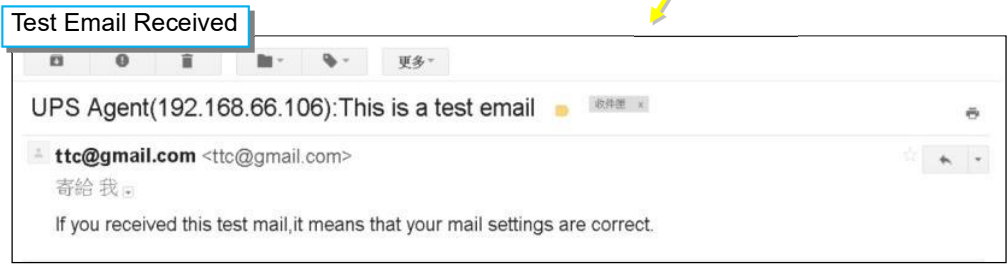 Test Email Received
更多
UPS Agent(192.168.66.106):This is a test email 收件匣 x
ttc@gmail.com <ttc@gmail.com>
寄給 我
If you received this test mail,it means that your mail settings are correct.